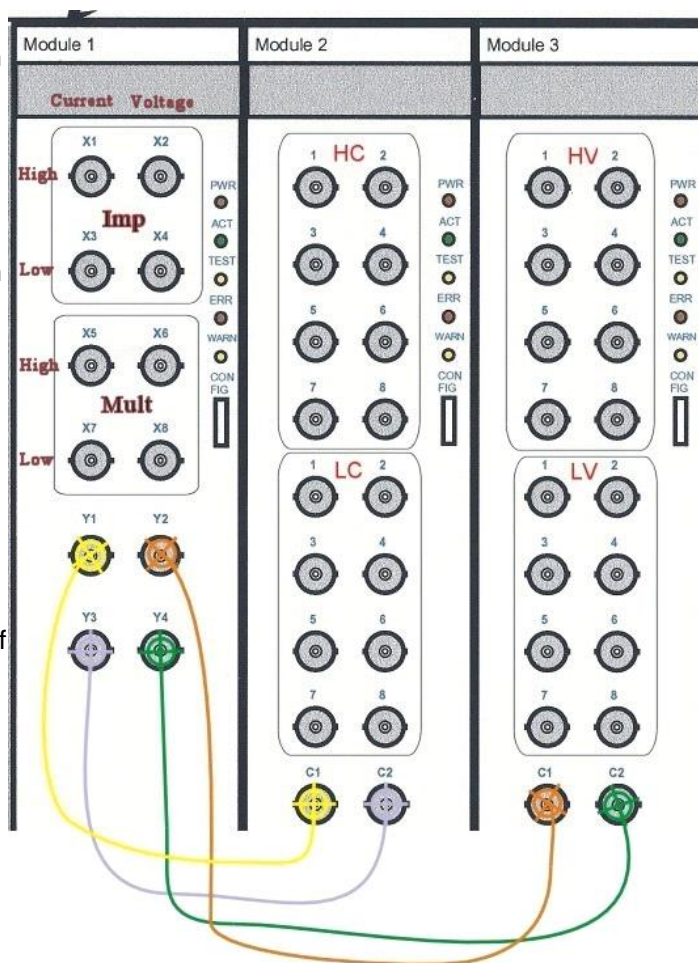 Module 1
Current Voltage
X1 X2
High
Imp
X3 X4
Low
X5 X6
High
Mult
X7 X8
Low
Y1 Y2
Y3 Y4
f
PWR
ACT
TEST
ERR
WARN
CON
FIG
Module 2
1 HC 2
3 4
5 6
7 8
1 LC 2
3 4
5 6
7 8
C1 C2
PWR
ACT
TEST
ERR
WARN
CON
FIG
Module 3
1 HV 2
3 4
5 6
7 8
1 LV 2
3 4
5 6
7 8
C1 C2
PWR
ACT
TEST
ERR
WARN
CON
FIG